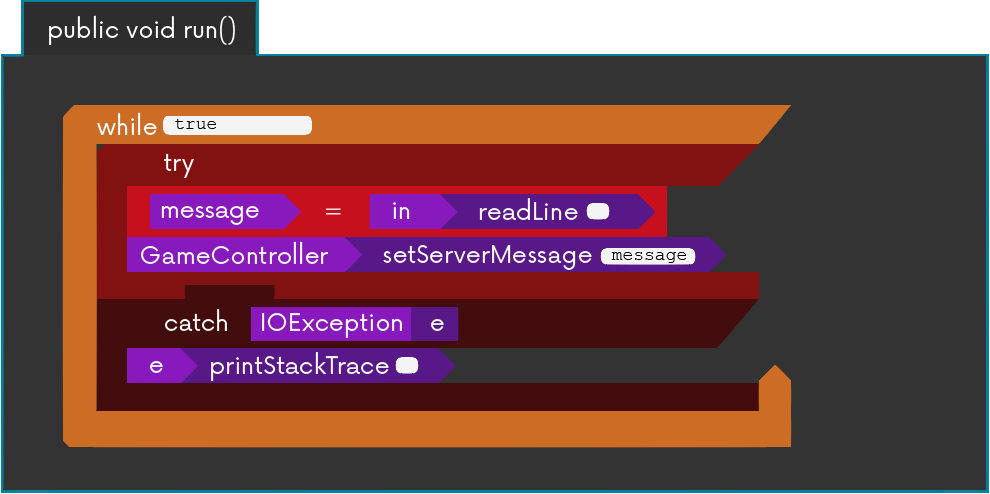 public void run()
while true
try
message = in readLine
GameController setServerMessage message
catch IOException e
e printStackTrace